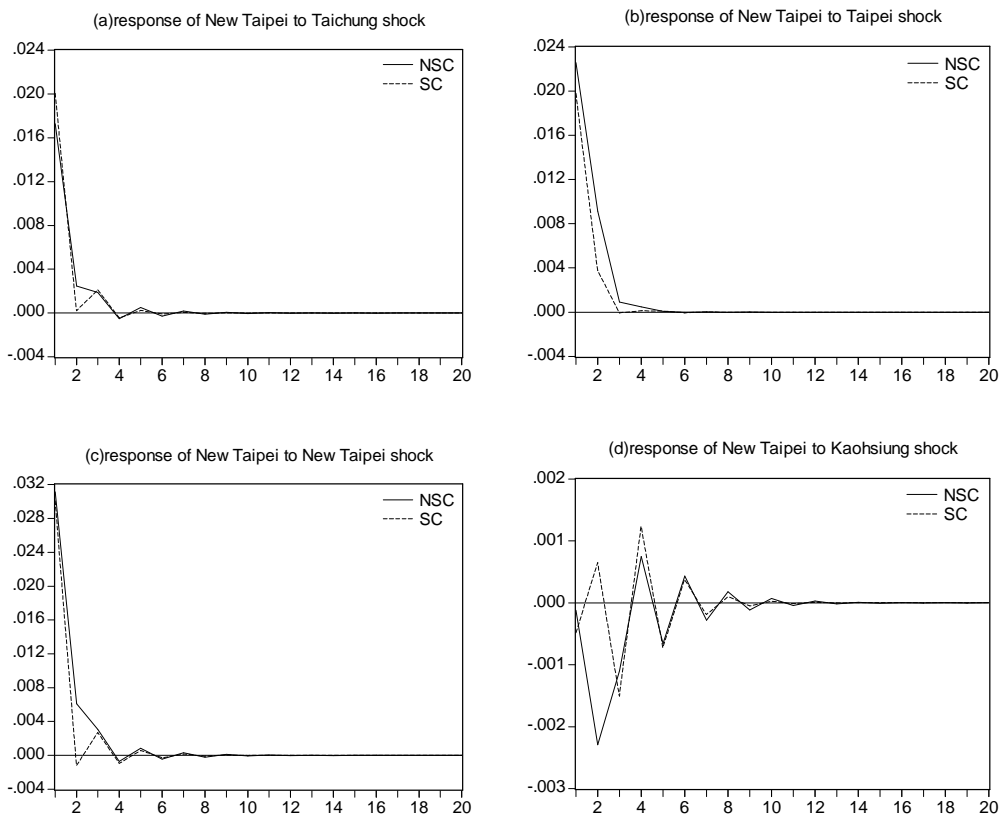 (a)response of New Taipei to Taichung shock
.024
.020
.016
.012
.008
.004
.000
-.004
NSC
SC
2 4 6 8 10 12 14 16 18 20
(b)response of New Taipei to Taipei shock
.024
.020
.016
.012
.008
.004
.000
-.004
NSC
SC
2 4 6 8 10 12 14 16 18 20
(c)response of New Taipei to New Taipei shock
.032
.028
.024
.020
.016
.012
.008
.004
.000
-.004
NSC
SC
2 4 6 8 10 12 14 16 18 20
(d)response of New Taipei to Kaohsiung shock
.002
.001
.000
-.001
-.002
-.003
NSC
SC
2 4 6 8 10 12 14 16 18 20